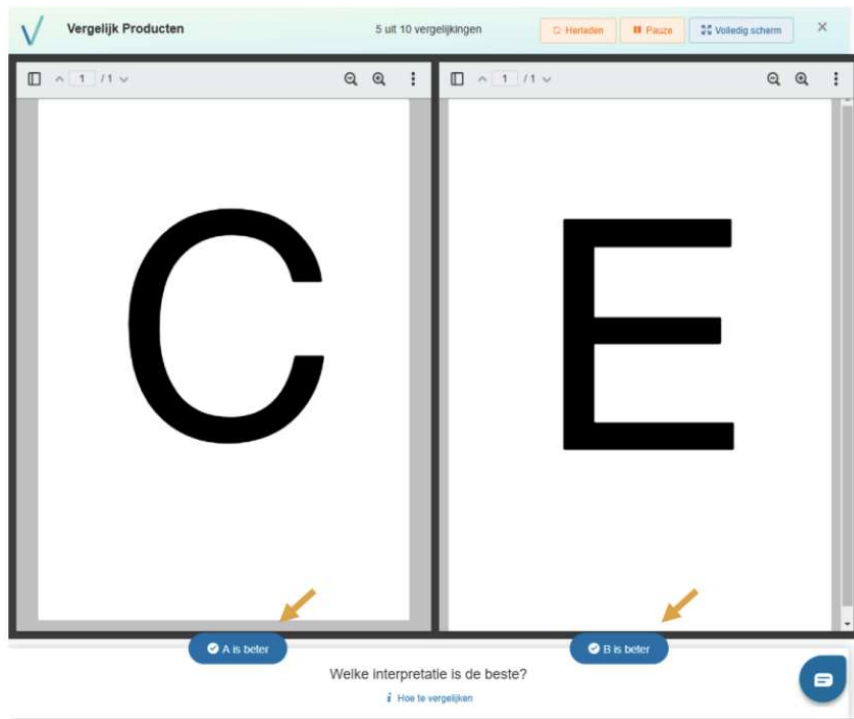 Vergelijk Producten 5 uit 10 vergelijkingen Herladen Pauze Volledig scherm
1 /1 1 /1
C E
A is beter B is beter
Welke interpretatie is de beste?
Hoe te vergelijken